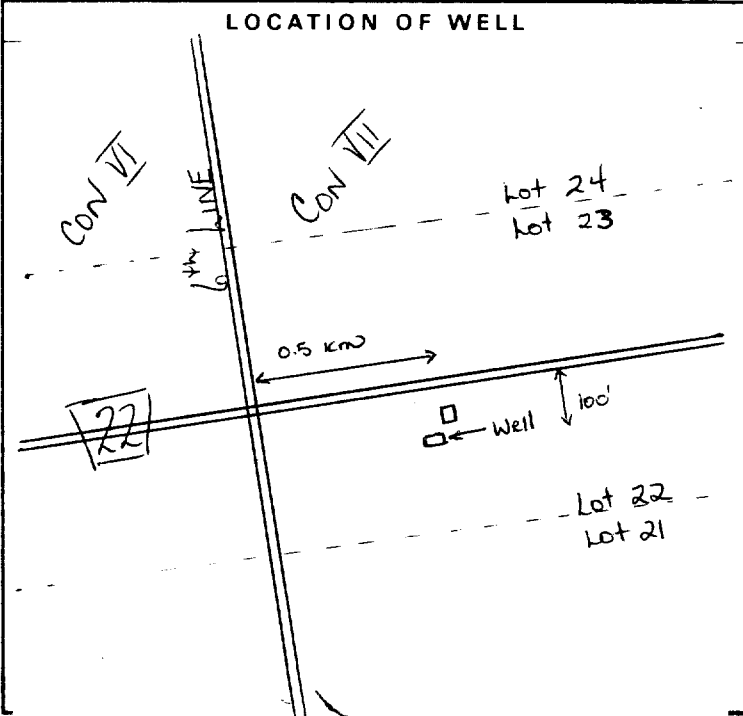 LOCATION OF WELL
CON VI
CON VII
6th LINE
Lot 24
Lot 23
0.5 km
22
100'
Well
Lot 22
Lot 21